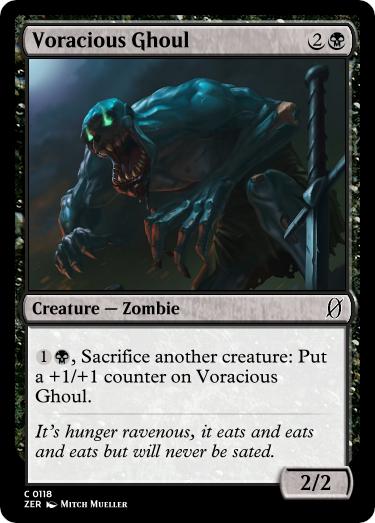 Voracious Ghoul 2
Creature — Zombie
1, Sacrifice another creature: Put
a +1/+1 counter on Voracious
Ghoul.
It's hunger ravenous, it eats and eats
and eats but will never be sated.
2/2
C 0118
ZER Mitch Mueller